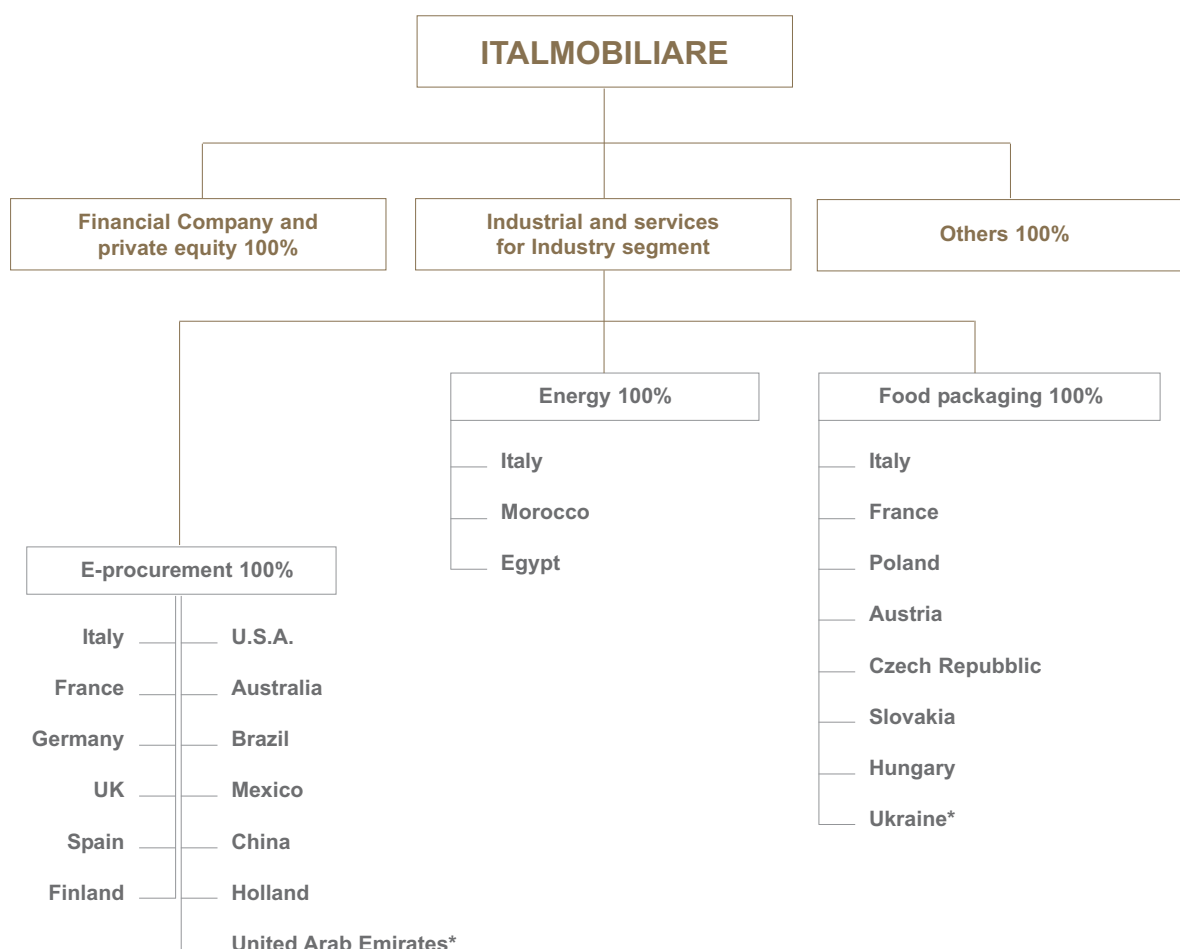 ITALMOBILIARE
Financial Company and
private equity 100%
Industrial and services
for Industry segment
Others 100%
Energy 100%
Italy
Morocco
Egypt
Food packaging 100%
Italy
France
Poland
Austria
Czech Repubblic
Slovakia
Hungary
Ukraine*
E-procurement 100%
Italy
France
Germany
UK
Spain
Finland
U.S.A.
Australia
Brazil
Mexico
China
Holland
United Arab Emirates*